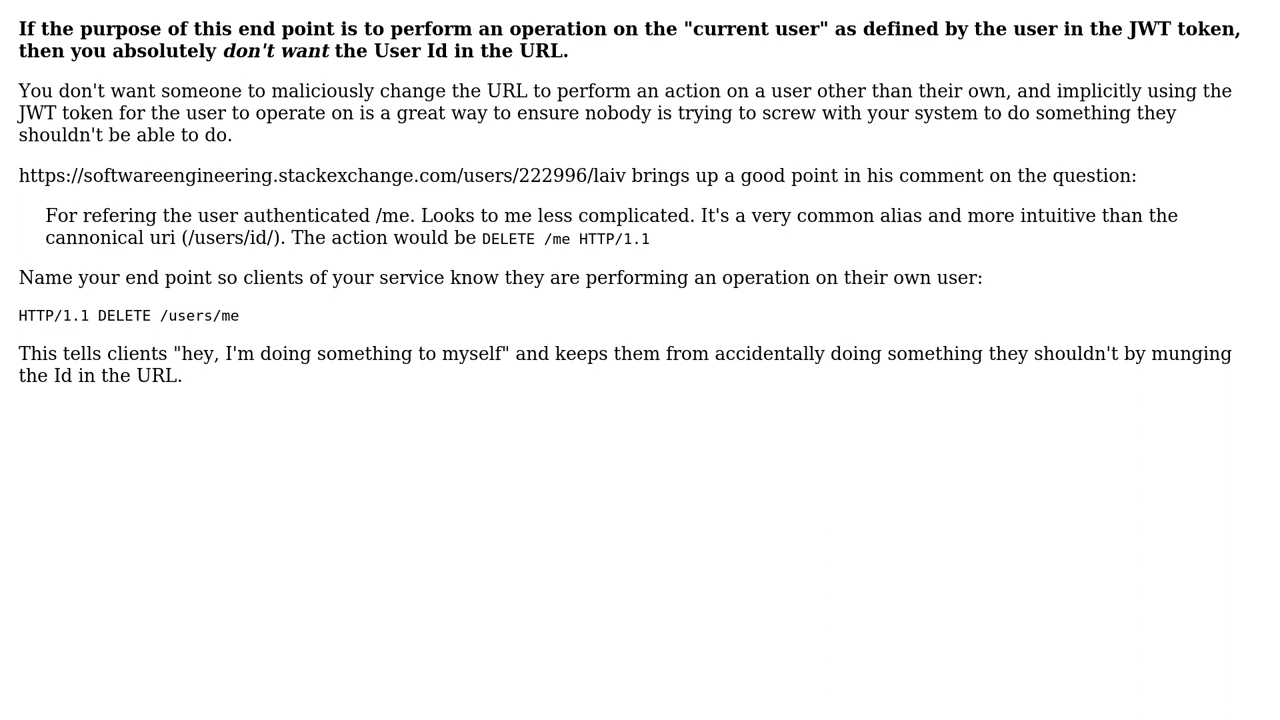 If the purpose of this end point is to perform an operation on the "current user" as defined by the user in the JWT token,
then you absolutely don't want the User Id in the URL.
You don't want someone to maliciously change the URL to perform an action on a user other than their own, and implicitly using the
JWT token for the user to operate on is a great way to ensure nobody is trying to screw with your system to do something they
shouldn't be able to do.
https://softwareengineering.stackexchange.com/users/222996/laiv brings up a good point in his comment on the question:
For refering the user authenticated /me. Looks to me less complicated. It's a very common alias and more intuitive than the
cannonical uri (/users/id/). The action would be DELETE /me HTTP/1.1
Name your end point so clients of your service know they are performing an operation on their own user:
HTTP/1.1 DELETE /users/me
This tells clients "hey, I'm doing something to myself" and keeps them from accidentally doing something they shouldn't by munging
the Id in the URL.